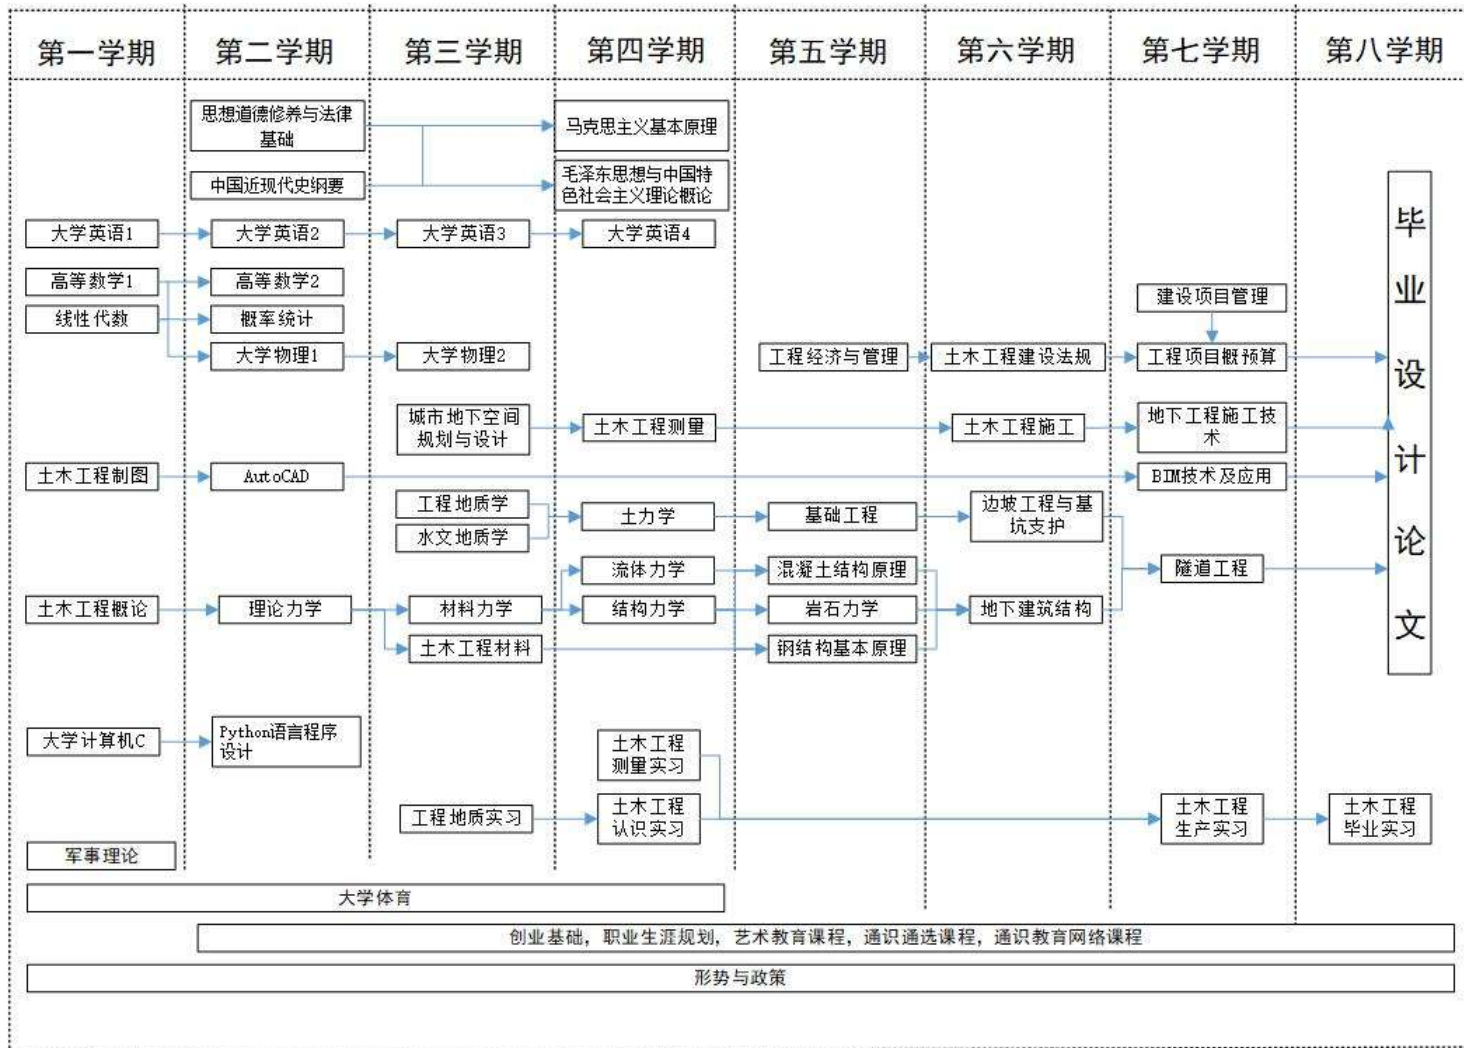 第一学期
第二学期
第三学期
第四学期
第五学期
第六学期
第七学期
第八学期
思想道德修养与法律
基础
马克思主义基本原理
中国近现代史纲要
毛泽东思想与中国特
色社会主义理论概论
大学英语1
大学英语2
大学英语3
大学英语4
高等数学1
高等数学2
线性代数
概率统计
建设项目管理
大学物理1
大学物理2
工程经济与管理
土木工程建设法规
工程项目概预算
城市地下空间
规划与设计
土木工程测量
土木工程施工
地下工程施工技
术
土木工程制图
AutoCAD
BIM技术及应用
工程地质学
水文地质学
土力学
基础工程
边坡工程与基
坑支护
流体力学
混凝土结构原理
隧道工程
土木工程概论
理论力学
材料力学
结构力学
岩石力学
地下建筑结构
土木工程材料
钢结构基本原理
毕
业
设
计
论
文
大学计算机C
Python语言程序
设计
土木工程
测量实习
工程地质实习
土木工程
认识实习
土木工程
生产实习
土木工程
毕业实习
军事理论
大学体育
创业基础，职业生涯规划，艺术教育课程，通识通选课程，通识教育网络课程
形势与政策